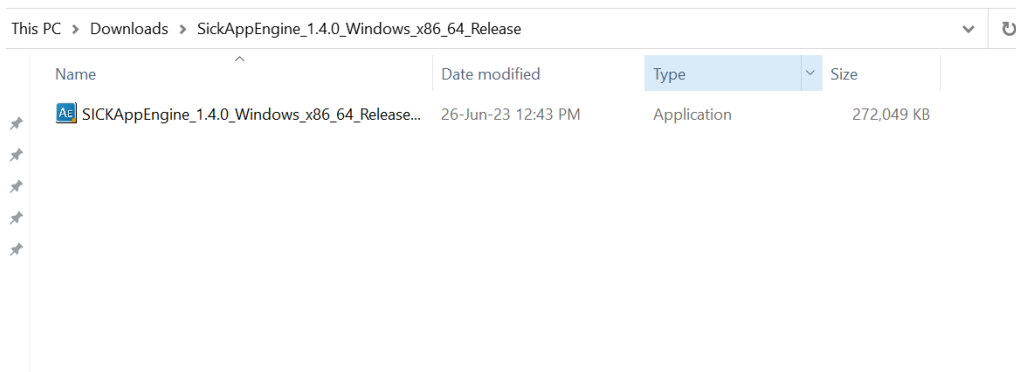 This PC > Downloads > SickAppEngine_1.4.0_Windows_x86_64_Release
Name Date modified Type Size
AE SICKAppEngine_1.4.0_Windows_x86_64_Release... 26-Jun-23 12:43 PM Application 272,049 KB